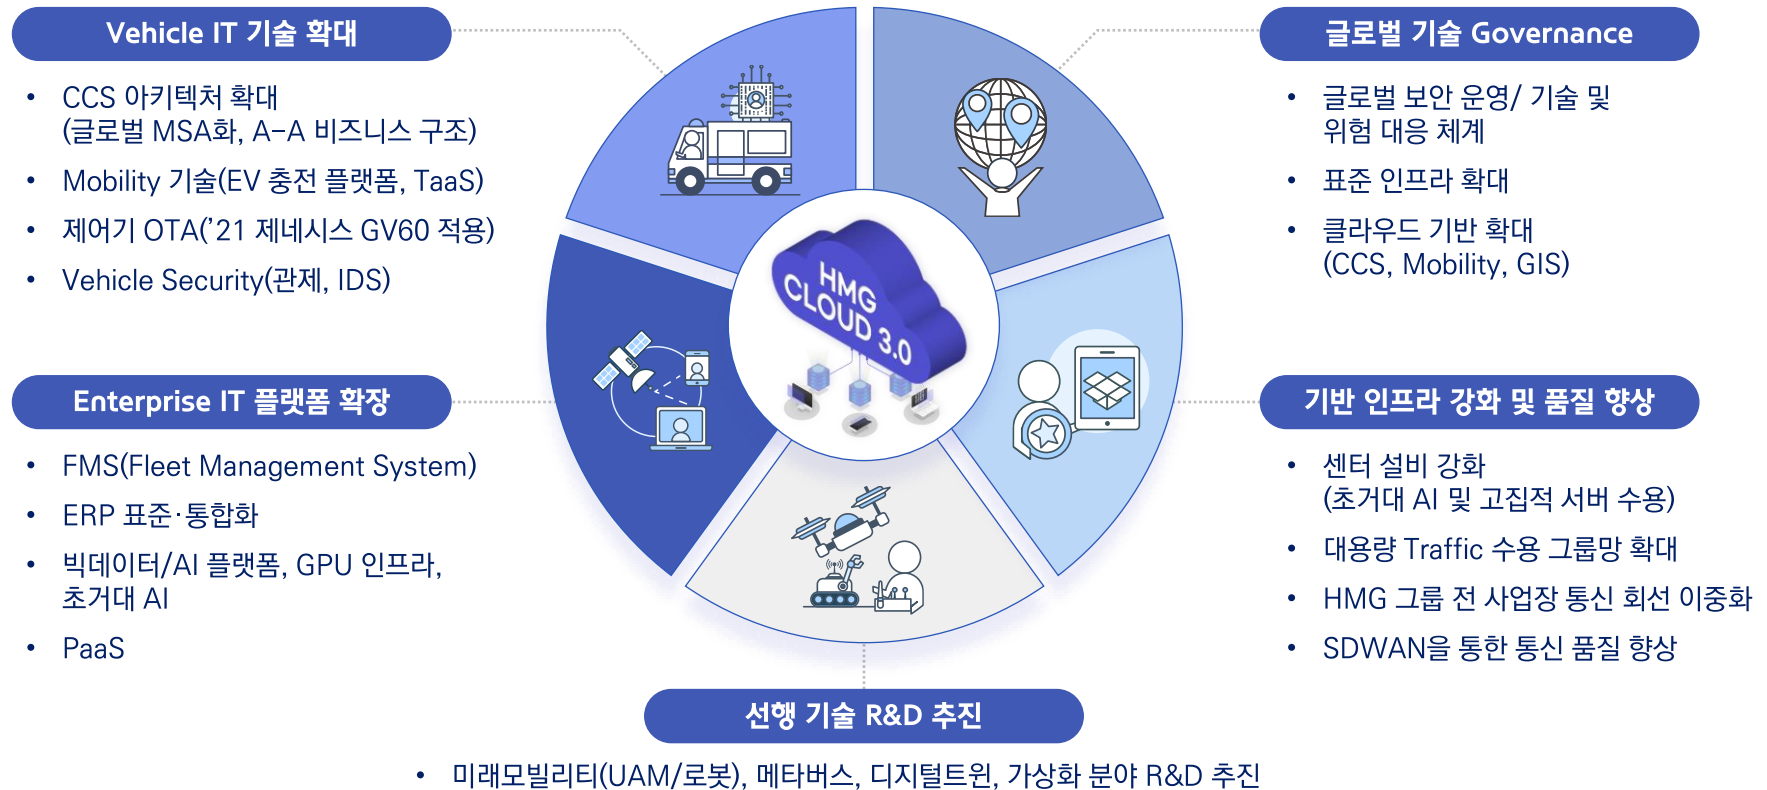 Vehicle IT 기술 확대
• CCS 아키텍처 확대
(글로벌 MSA화, A-A 비즈니스 구조)
• Mobility 기술(EV 충전 플랫폼, TaaS)
• 제어기 OTA(’21 제네시스 GV60 적용)
• Vehicle Security(관제, IDS)
글로벌 기술 Governance
• 글로벌 보안 운영/ 기술 및
위험 대응 체계
• 표준 인프라 확대
• 클라우드 기반 확대
(CCS, Mobility, GIS)
HMG
CLOUD 3.0
Enterprise IT 플랫폼 확장
• FMS(Fleet Management System)
• ERP 표준·통합화
• 빅데이터/AI 플랫폼, GPU 인프라,
초거대 AI
• PaaS
기반 인프라 강화 및 품질 향상
• 센터 설비 강화
(초거대 AI 및 고집적 서버 수용)
• 대용량 Traffic 수용 그룹망 확대
• HMG 그룹 전 사업장 통신 회선 이중화
• SDWAN을 통한 통신 품질 향상
선행 기술 R&D 추진
• 미래모빌리티(UAM/로봇), 메타버스, 디지털트윈, 가상화 분야 R&D 추진